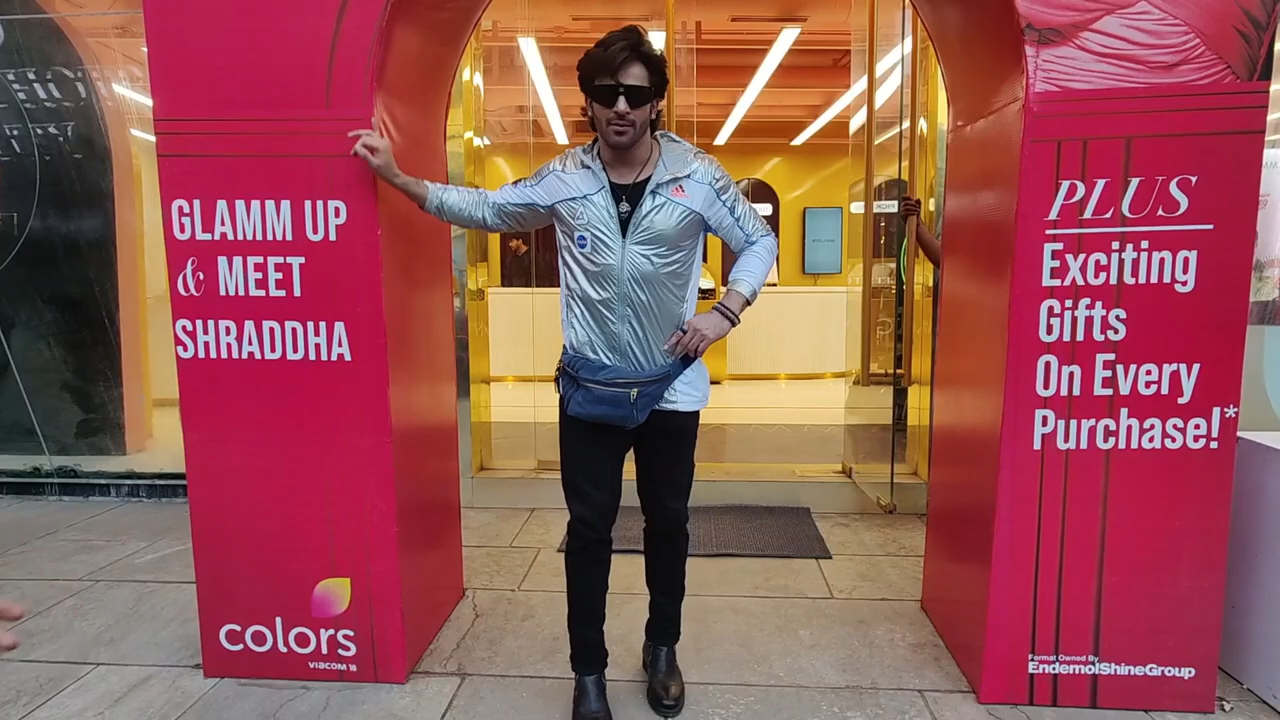 GLAMM UP
& MEET
SHRADDHA
colors
VIACOM 18
PLUS
Exciting
Gifts
On Every
Purchase!*
Format Owned By
EndemolShineGroup